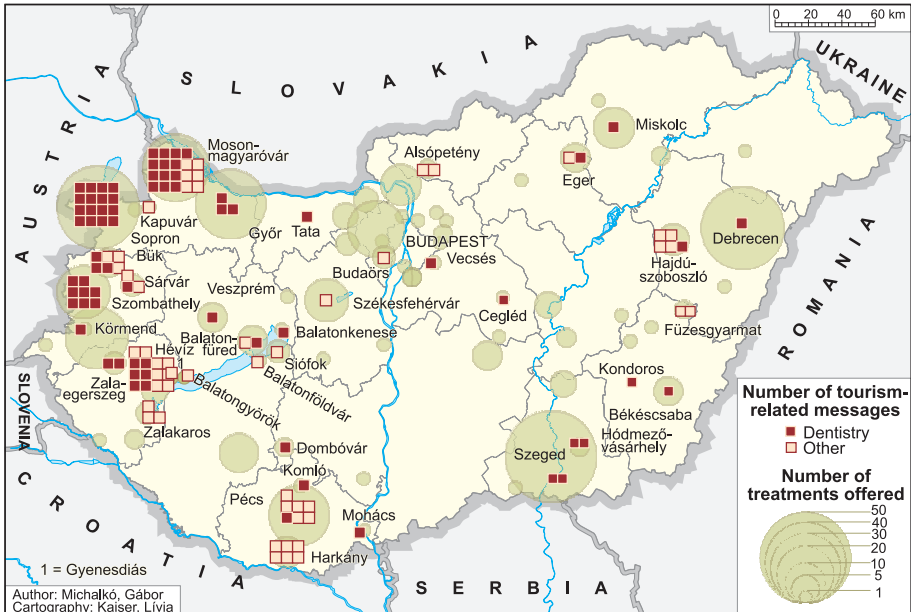 0 20 40 60 km
SLOVAKIA
UKRAINE
AUSTRIA
Moson-
magyaróvár
Alsópetény
Miskolc
Eger
Kapuvár
Sopron
Győr
Tata
BUDAPEST
Vecsés
Debrecen
Hajdú-
szoboszló
Bük
Sárvár
Szombathely
Veszprém
Budaörs
Székesfehérvár
Cegléd
Füzesgyarmat
ROMANIA
Körmend
Balaton-
füred
Balatonkenese
Siófok
Hévíz
1
Zala-
egerszeg
Balatongyörök
Balatonföldvár
Kondoros
Békéscsaba
SLOVENIA
Zalakaros
Dombóvár
Szeged
Hódmező-
vásárhely
Komló
Pécs
Mohács
Harkány
CROATIA
SERBIA
1 = Gyenesdiás
Author: Michalkó, Gábor
Cartography: Kaiser, Lívia
Number of tourism-
related messages
Dentistry
Other
Number of
treatments offered
50
40
30
20
10
5
1